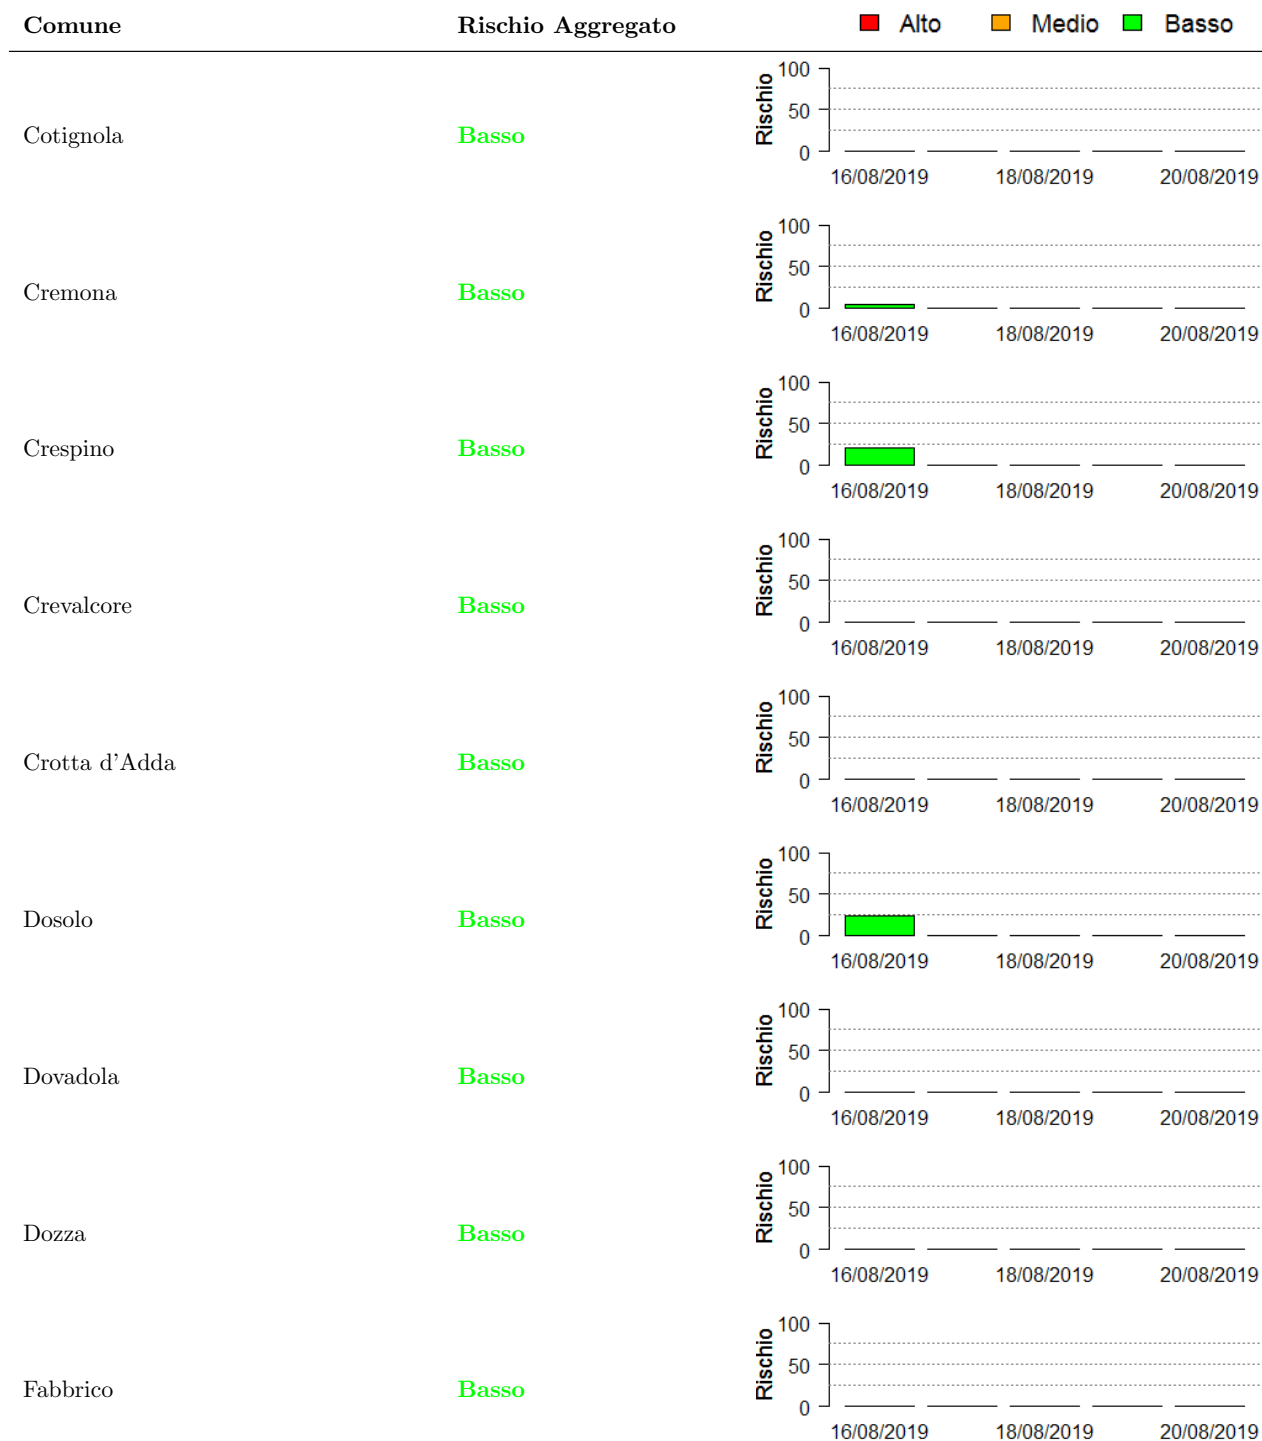 Comune Rischio Aggregato Alto Medio Basso
100
50
0
Rischio
Cotignola Basso
16/08/2019 18/08/2019 20/08/2019
100
50
0
Rischio
Cremona Basso
16/08/2019 18/08/2019 20/08/2019
100
50
0
Rischio
Crespino Basso
16/08/2019 18/08/2019 20/08/2019
100
50
0
Rischio
Crevalcore Basso
16/08/2019 18/08/2019 20/08/2019
100
50
0
Rischio
Crotta d'Adda Basso
16/08/2019 18/08/2019 20/08/2019
100
50
0
Rischio
Dosolo Basso
16/08/2019 18/08/2019 20/08/2019
100
50
0
Rischio
Dovadola Basso
16/08/2019 18/08/2019 20/08/2019
100
50
0
Rischio
Dozza Basso
16/08/2019 18/08/2019 20/08/2019
100
50
0
Rischio
Fabbrico Basso
16/08/2019 18/08/2019 20/08/2019